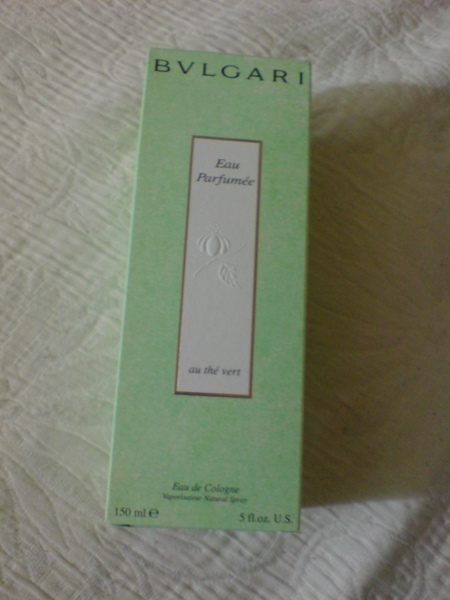 BVLGARI
Eau
Parfumée
au thé vert
Eau de Cologne
Vaporisateur Natural Spray
150 ml ℮ 5 fl.oz. U.S.